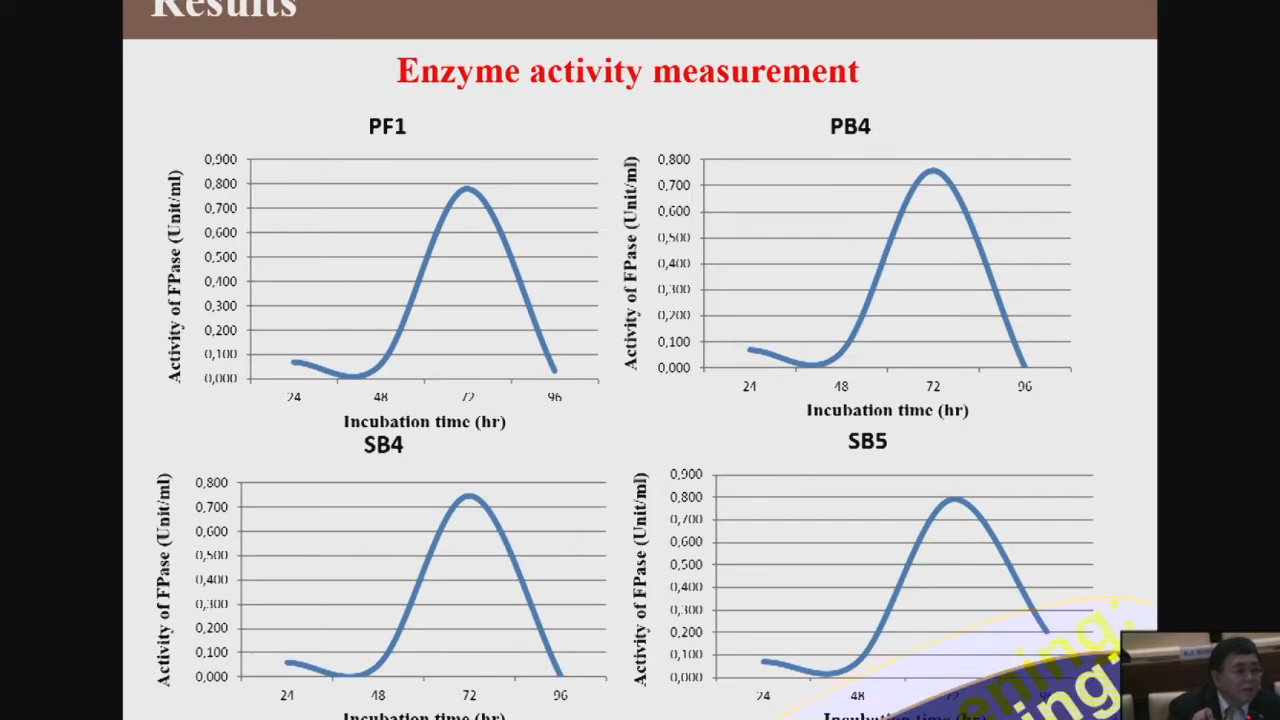 Results
Enzyme activity measurement
PF1
Activity of FPase (Unit/ml)
0,900
0,800
0,700
0,600
0,500
0,400
0,300
0,200
0,100
0,000
24 48 72 96
Incubation time (hr)
PB4
Activity of FPase (Unit/ml)
0,800
0,700
0,600
0,500
0,400
0,300
0,200
0,100
0,000
24 48 72 96
Incubation time (hr)
SB4
Activity of FPase (Unit/ml)
0,800
0,700
0,600
0,500
0,400
0,300
0,200
0,100
0,000
24 48 72 96
Incubation time (hr)
SB5
Activity of FPase (Unit/ml)
0,900
0,800
0,700
0,600
0,500
0,400
0,300
0,200
0,100
0,000
24 48 72
Incubation time (hr)